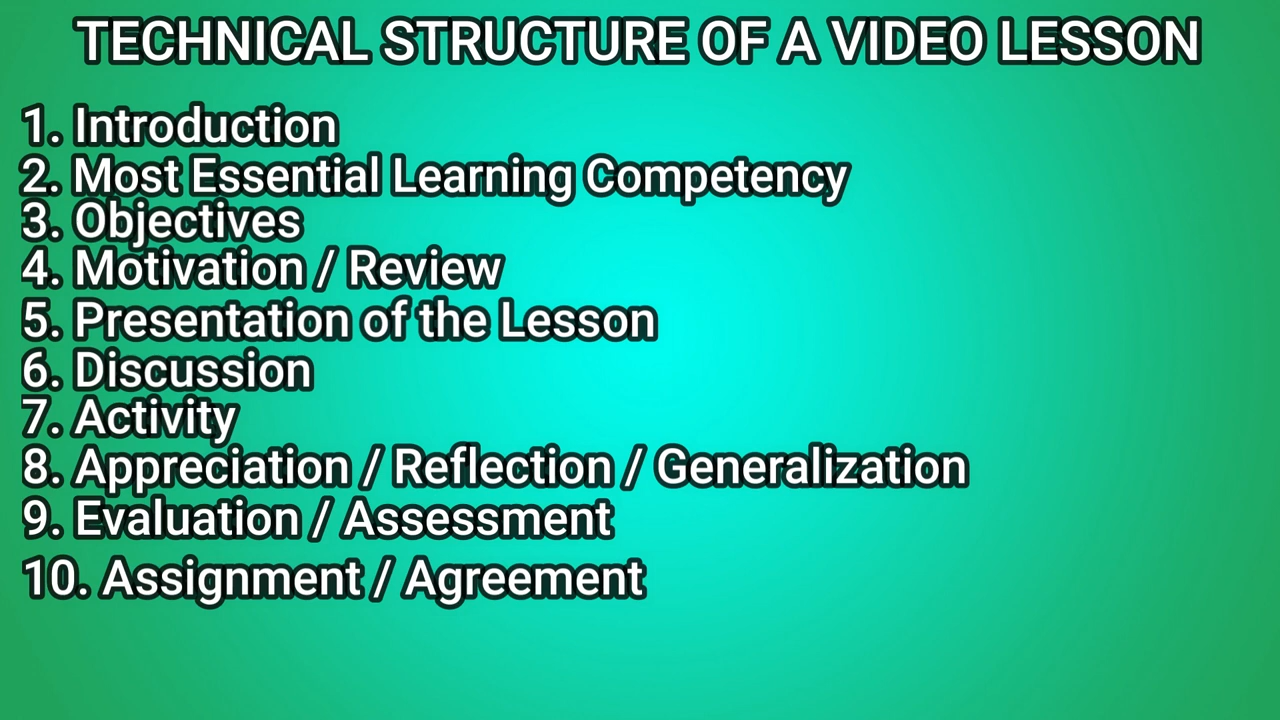 TECHNICAL STRUCTURE OF A VIDEO LESSON
1. Introduction
2. Most Essential Learning Competency
3. Objectives
4. Motivation / Review
5. Presentation of the Lesson
6. Discussion
7. Activity
8. Appreciation / Reflection / Generalization
9. Evaluation / Assessment
10. Assignment / Agreement